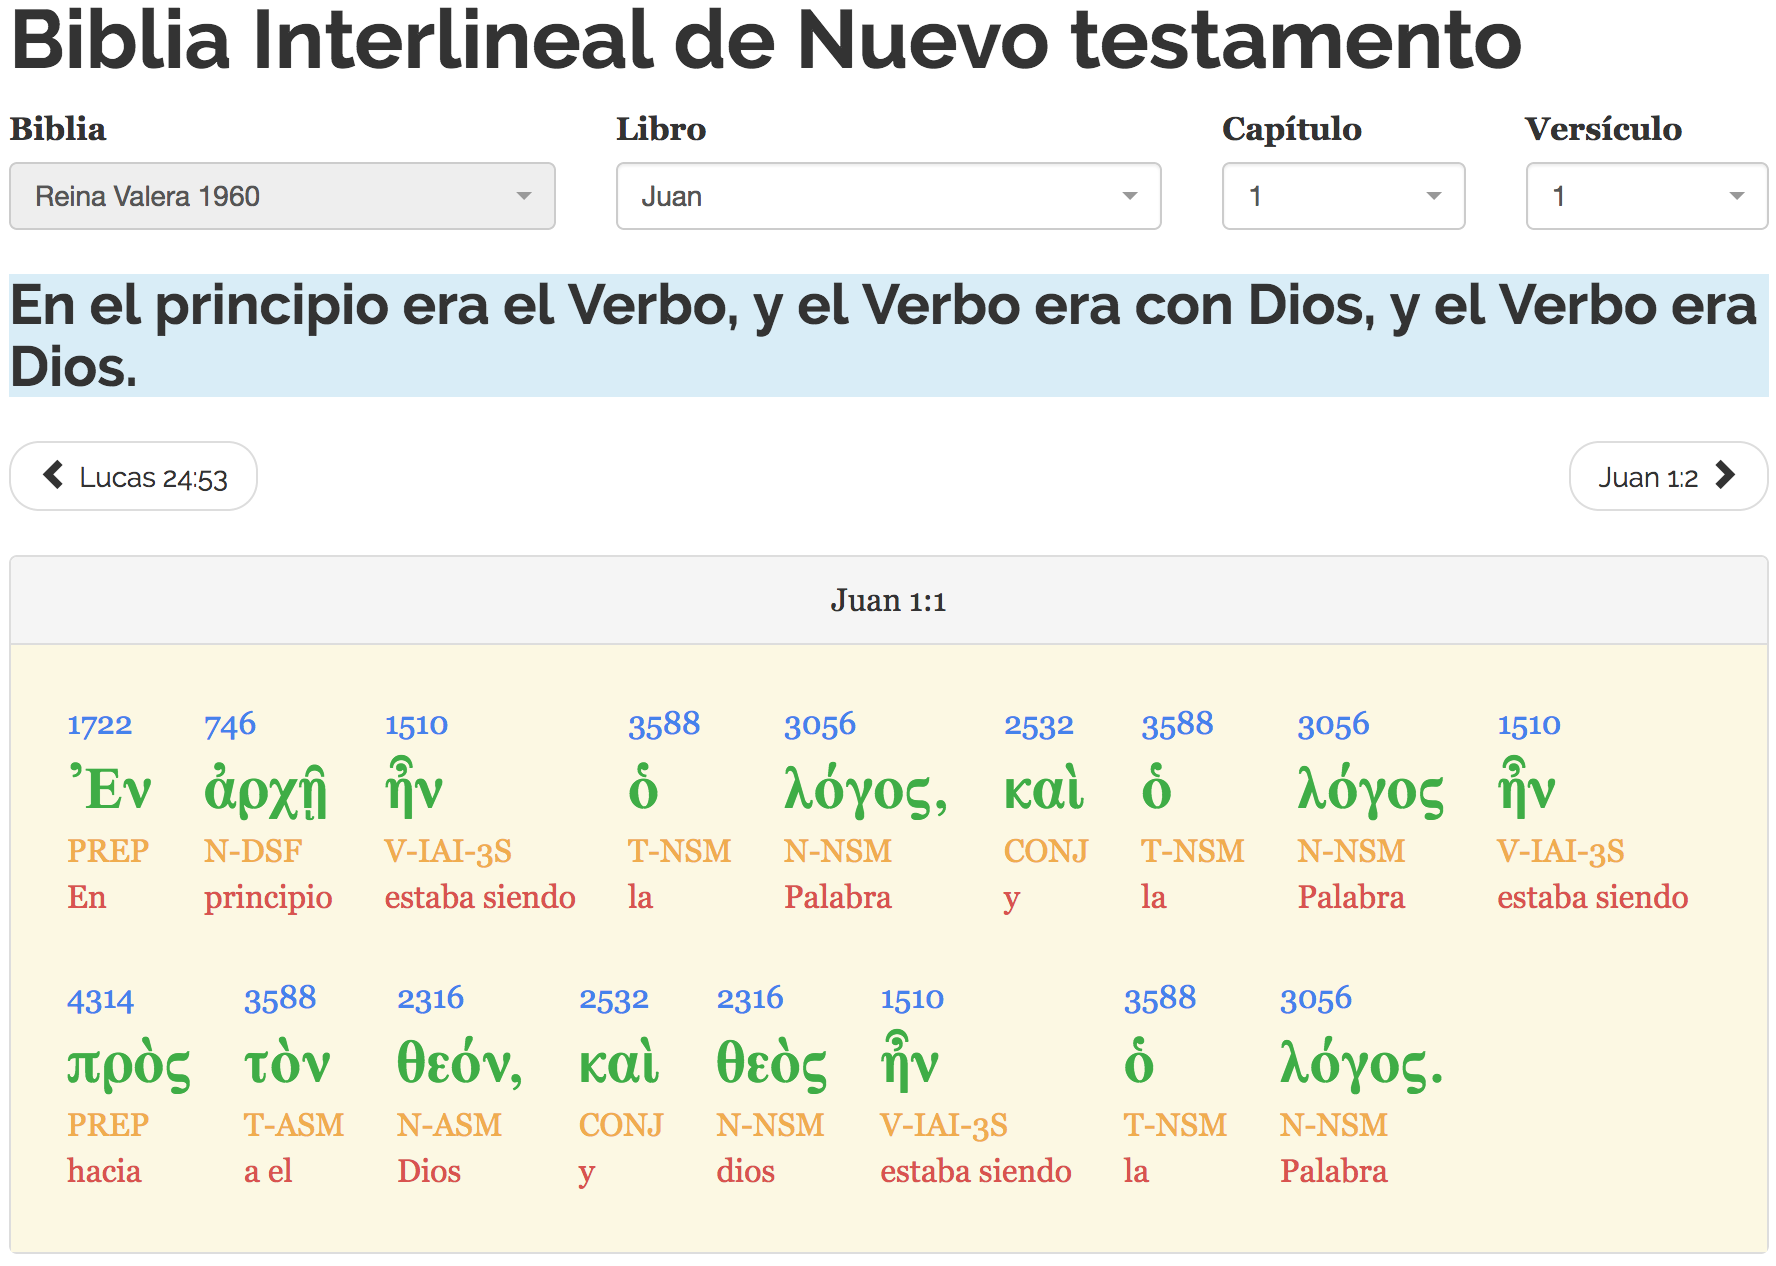 Biblia Interlineal de Nuevo testamento
Biblia Libro Capítulo Versículo
Reina Valera 1960 Juan 1 1
En el principio era el Verbo, y el Verbo era con Dios, y el Verbo era
Dios.
Lucas 24:53 Juan 1:2
Juan 1:1
1722 746 1510 3588 3056 2532 3588 3056 1510
Ἐν ἀρχῇ ἦν ὁ λόγος, καὶ ὁ λόγος ἦν
PREP N-DSF V-IAI-3S T-NSM N-NSM CONJ T-NSM N-NSM V-IAI-3S
En principio estaba siendo la Palabra y la Palabra estaba siendo
4314 3588 2316 2532 2316 1510 3588 3056
πρὸς τὸν θεόν, καὶ θεὸς ἦν ὁ λόγος.
PREP T-ASM N-ASM CONJ N-NSM V-IAI-3S T-NSM N-NSM
hacia a el Dios y dios estaba siendo la Palabra